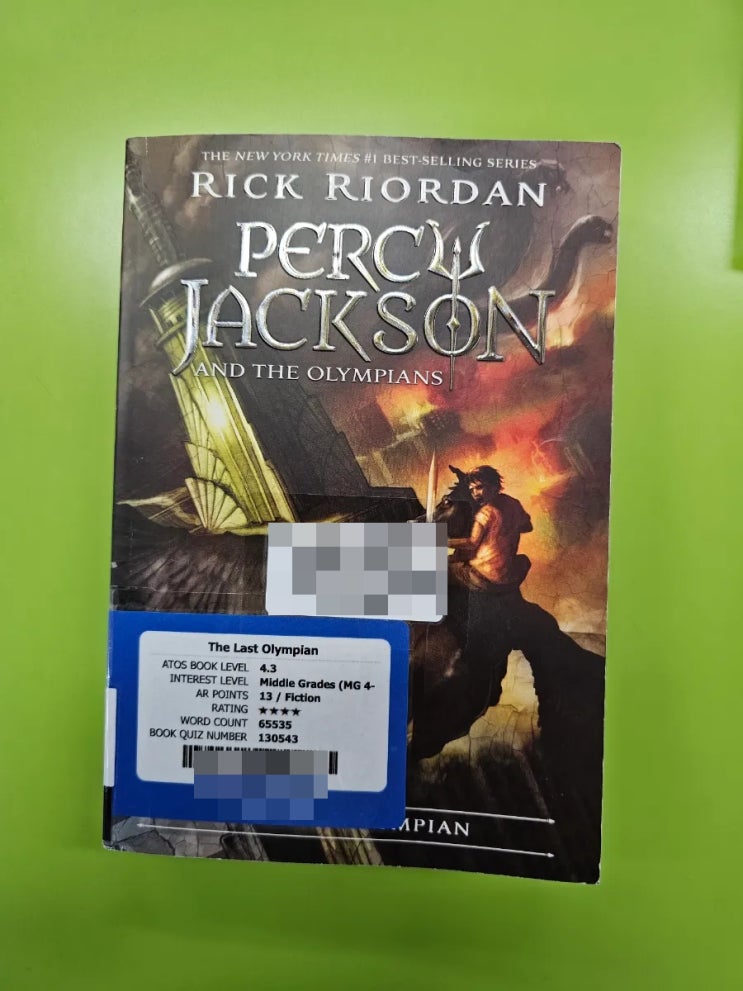 THE NEW YORK TIMES #1 BEST-SELLING SERIES
RICK RIORDAN
PERCY
JACKSON
AND THE OLYMPIANS
The Last Olympian
ATOS BOOK LEVEL 4.3
INTEREST LEVEL Middle Grades (MG 4-
AR POINTS 13 / Fiction
RATING ★★★★
WORD COUNT 65535
BOOK QUIZ NUMBER 130543
MPIAN